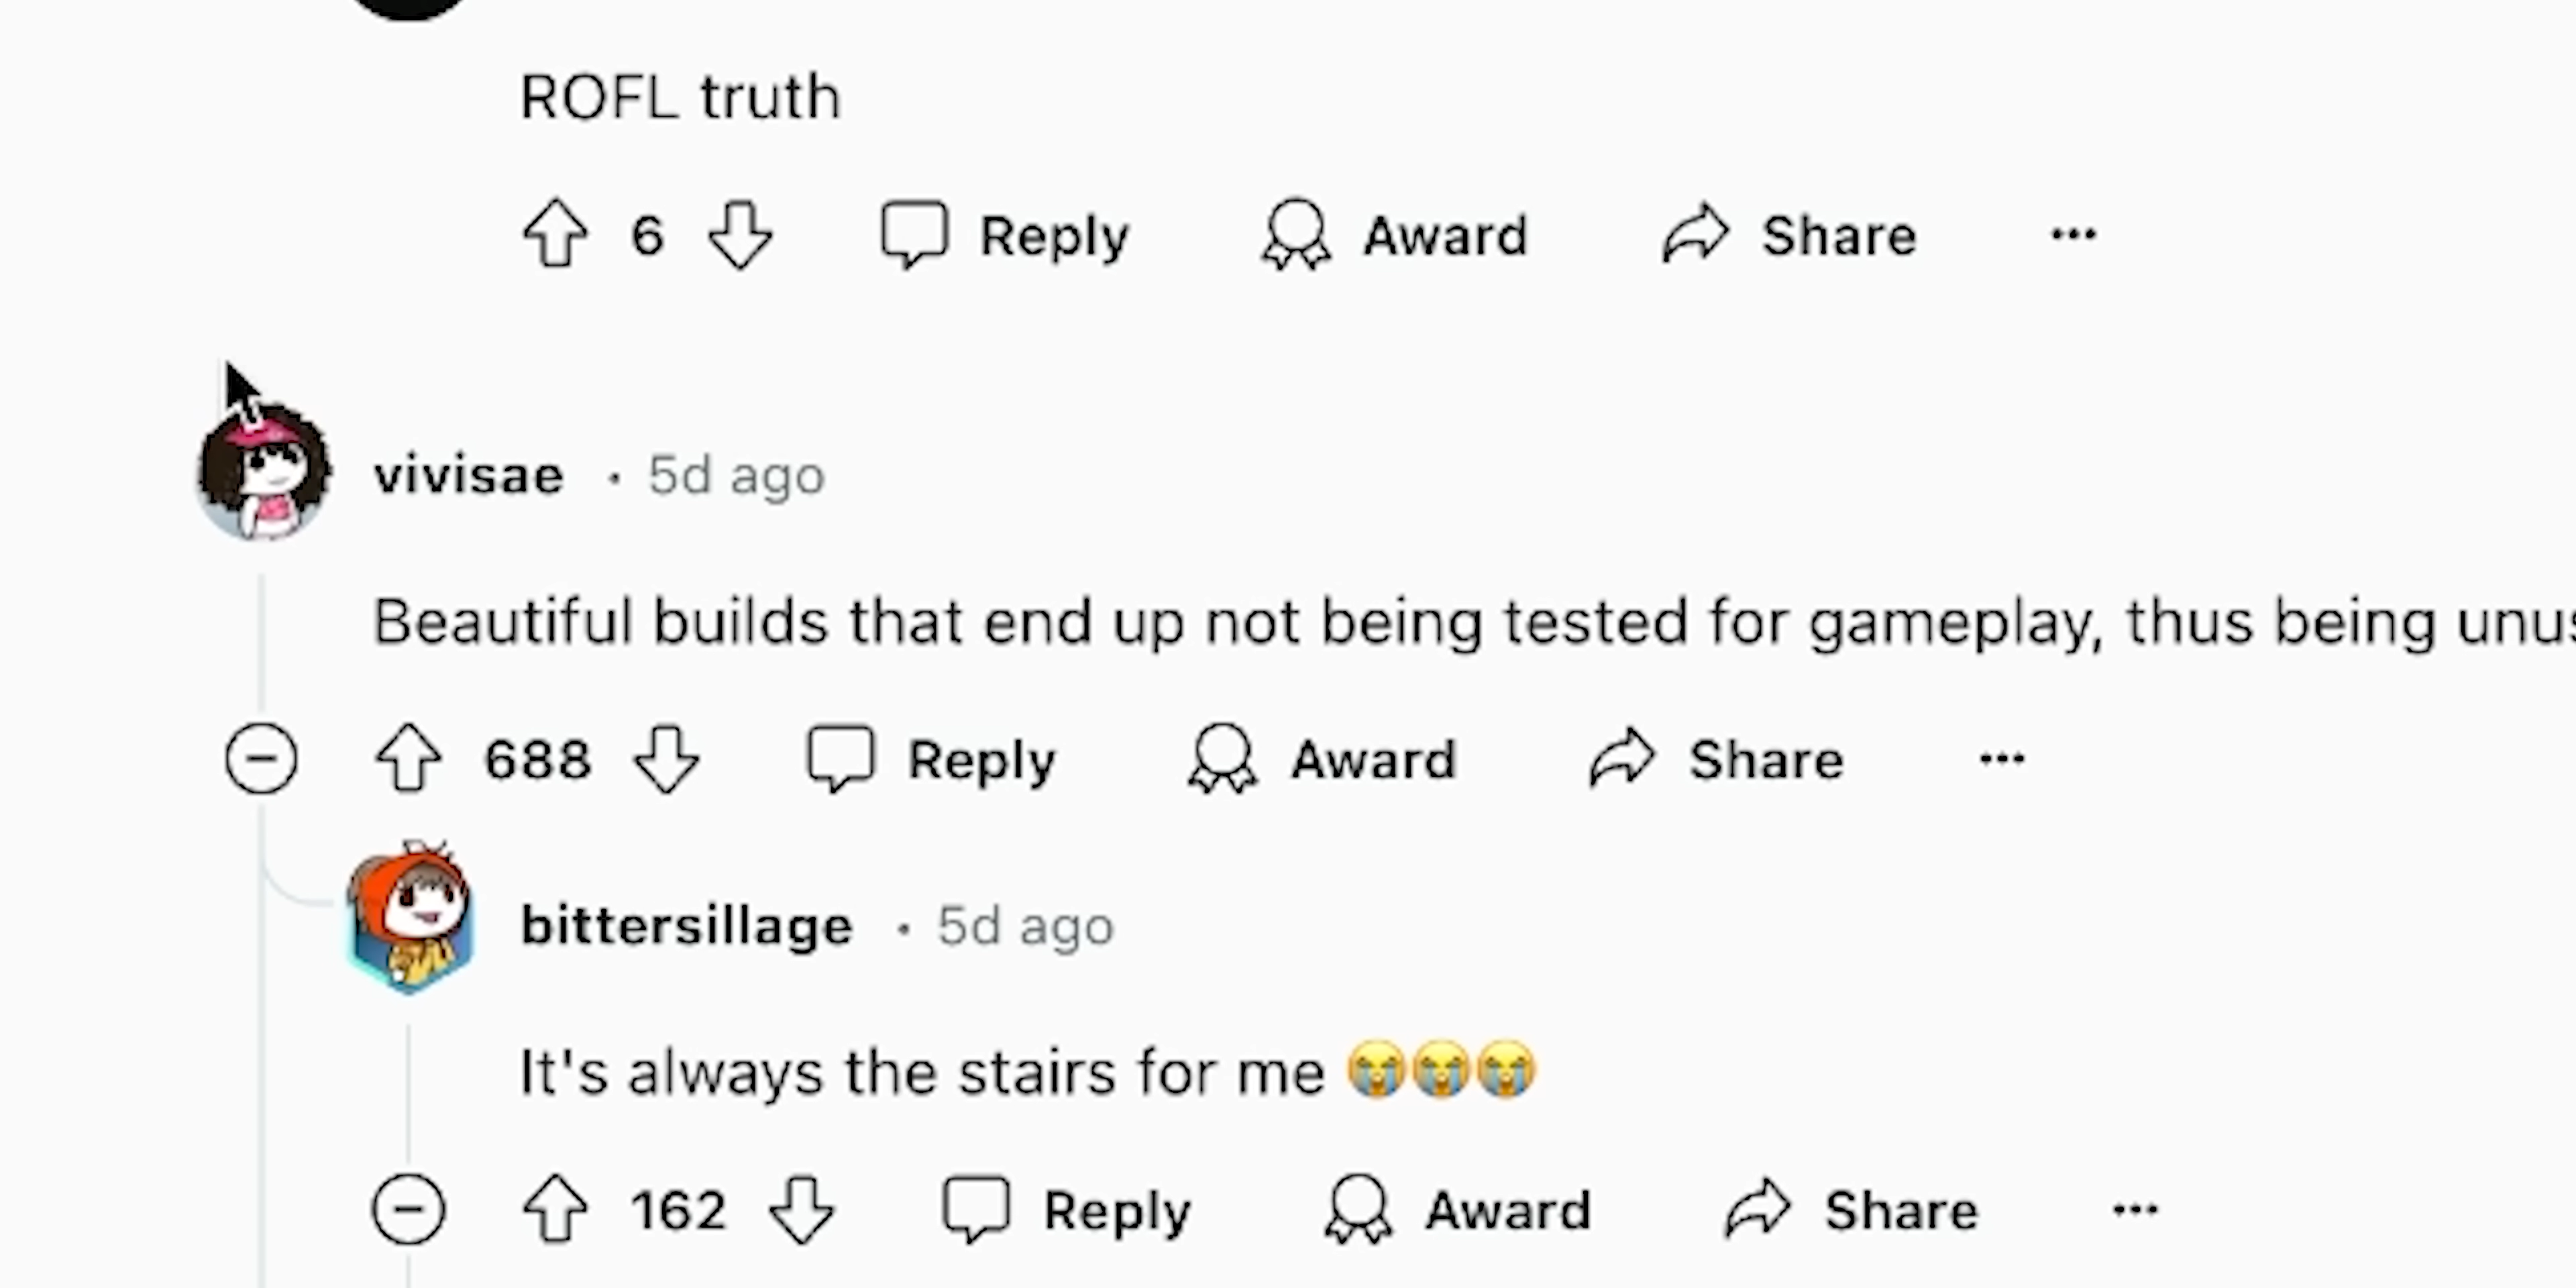 ROFL truth
6 Reply Award Share ...
vivisae · 5d ago
Beautiful builds that end up not being tested for gameplay, thus being
688 Reply Award Share ...
bittersillage · 5d ago
It's always the stairs for me 😭😭😭
162 Reply Award Share ...